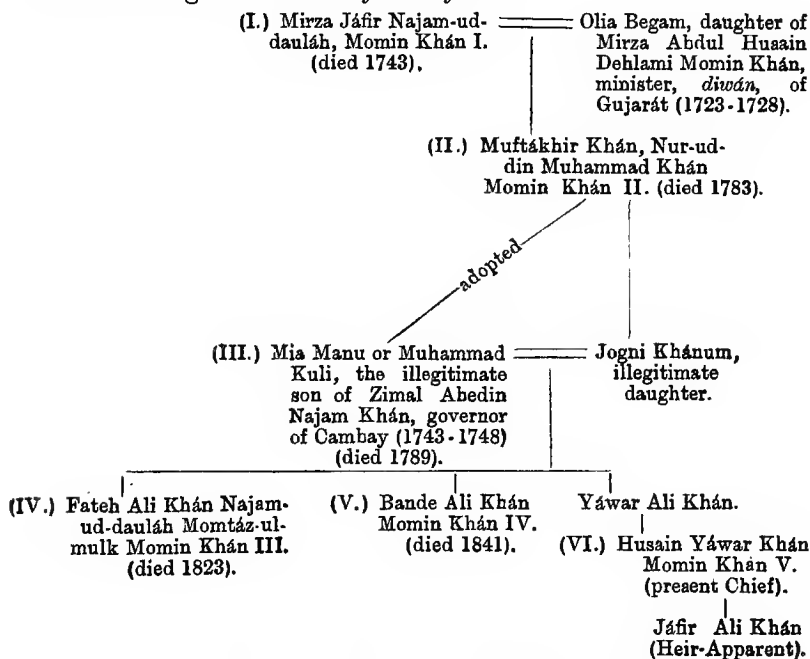 (I.) Mirza Jáfir Najam-ud-
dauláh, Momin Khán I.
(died 1743).
Olia Begam, daughter of
Mirza Abdul Husain
Dehlami Momin Khán,
minister, diwán, of
Gujarát (1723-1728).
(II.) Muftákhir Khán, Nur-ud-
din Muhammad Khán
Momin Khán II. (died 1783).
adopted
(III.) Mia Manu or Muhammad
Kuli, the illegitimate
son of Zimal Abedin
Najam Khán, governor
of Cambay (1743-1748)
(died 1789).
Jogni Khánum,
illegitimate
daughter.
(IV.) Fateh Ali Khán Najam-
ud-dauláh Momtáz-ul-
mulk Momin Khán III.
(died 1823).
(V.) Bande Ali Khán
Momin Khán IV.
(died 1841).
Yáwar Ali Khán.
(VI.) Husain Yáwar Khán
Momin Khán V.
(present Chief).
Jáfir Ali Khán
(Heir-Apparent).